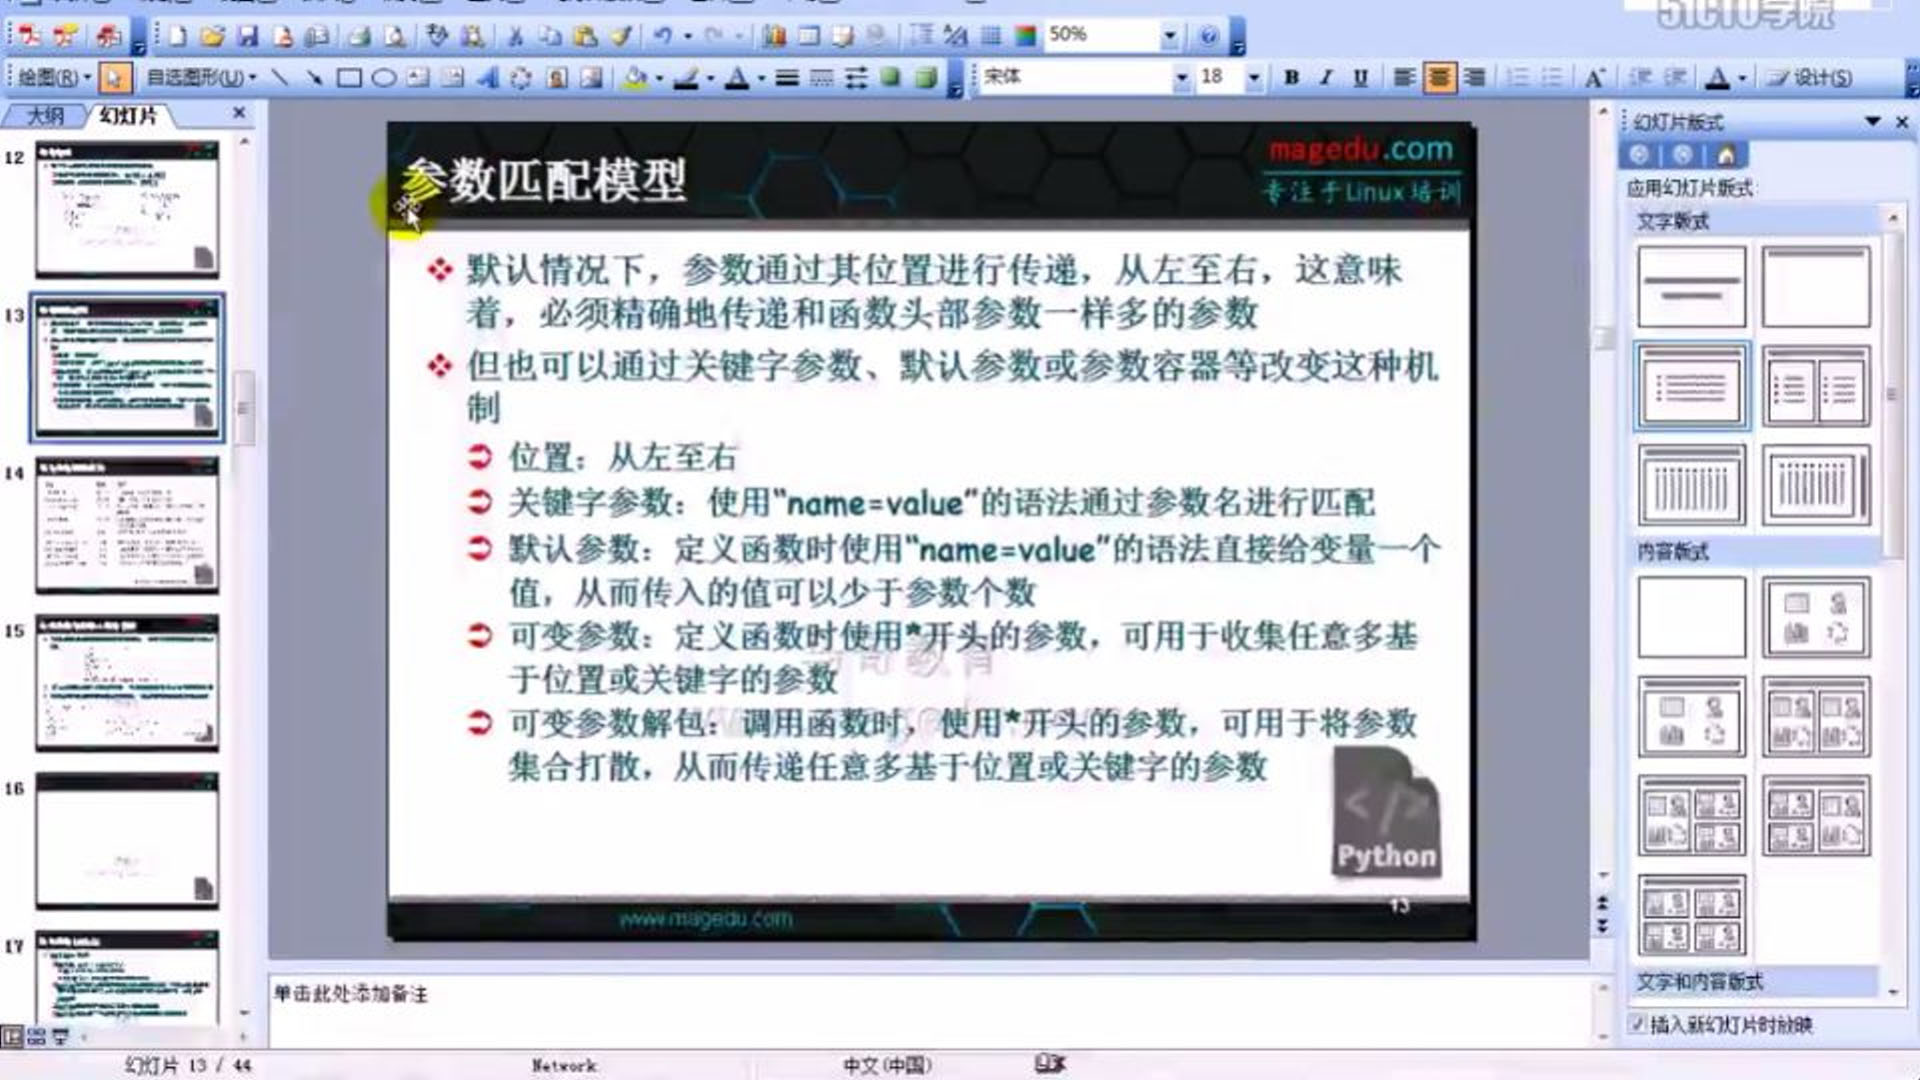 51CTO学院
50%
绘图(R)
自选图形(U)
宋体
18
B I U
设计(S)
大纲
幻灯片
幻灯片版式
应用幻灯片版式:
文字版式
内容版式
文字和内容版式
插入新幻灯片时放映
12
13
14
15
16
17
参数匹配模型
magedu.com
专注于Linux培训
默认情况下，参数通过其位置进行传递，从左至右，这意味
着，必须精确地传递和函数头部参数一样多的参数
但也可以通过关键字参数、默认参数或参数容器等改变这种机
制
位置：从左至右
关键字参数：使用“name=value”的语法通过参数名进行匹配
默认参数：定义函数时使用“name=value”的语法直接给变量一个
值，从而传入的值可以少于参数个数
可变参数：定义函数时使用*开头的参数，可用于收集任意多基
于位置或关键字的参数
可变参数解包：调用函数时，使用*开头的参数，可用于将参数
集合打散，从而传递任意多基于位置或关键字的参数
</>
Python
www.magedu.com
13
单击此处添加备注
幻灯片 13 / 44
Network
中文(中国)